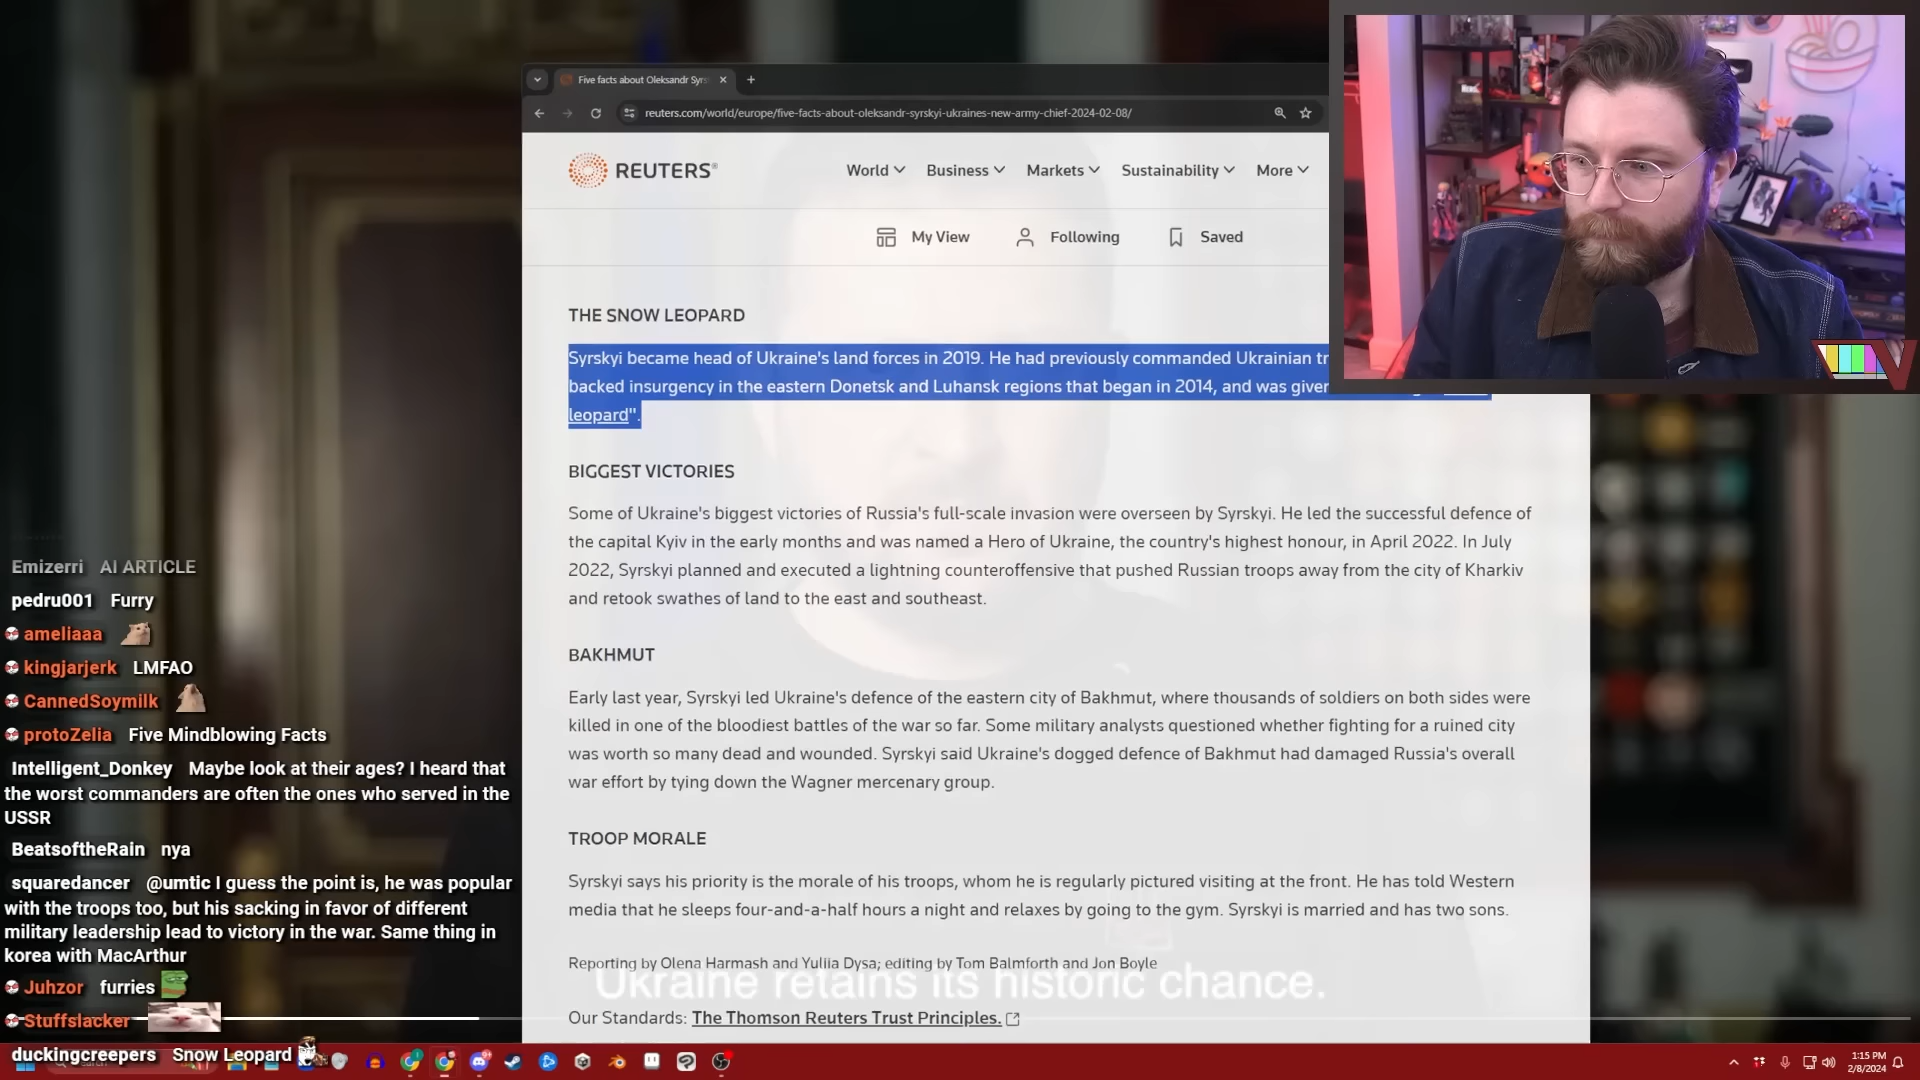 Five facts about Oleksandr Syrs
reuters.com/world/europe/five-facts-about-oleksandr-syrskyi-ukraines-new-army-chief-2024-02-08/
REUTERS
World
Business
Markets
Sustainability
More
My View
Following
Saved
THE SNOW LEOPARD
Syrskyi became head of Ukraine's land forces in 2019. He had previously commanded Ukrainian tr
backed insurgency in the eastern Donetsk and Luhansk regions that began in 2014, and was giver
leopard".
BIGGEST VICTORIES
Some of Ukraine's biggest victories of Russia's full-scale invasion were overseen by Syrskyi. He led the successful defence of
the capital Kyiv in the early months and was named a Hero of Ukraine, the country's highest honour, in April 2022. In July
2022, Syrskyi planned and executed a lightning counteroffensive that pushed Russian troops away from the city of Kharkiv
and retook swathes of land to the east and southeast.
BAKHMUT
Early last year, Syrskyi led Ukraine's defence of the eastern city of Bakhmut, where thousands of soldiers on both sides were
killed in one of the bloodiest battles of the war so far. Some military analysts questioned whether fighting for a ruined city
was worth so many dead and wounded. Syrskyi said Ukraine's dogged defence of Bakhmut had damaged Russia's overall
war effort by tying down the Wagner mercenary group.
TROOP MORALE
Syrskyi says his priority is the morale of his troops, whom he is regularly pictured visiting at the front. He has told Western
media that he sleeps four-and-a-half hours a night and relaxes by going to the gym. Syrskyi is married and has two sons.
Reporting by Olena Harmash and Yuliia Dysa; editing by Tom Balmforth and Jon Boyle
Ukraine retains its historic chance.
Our Standards: The Thomson Reuters Trust Principles.
Emizerri AI ARTICLE
pedru001 Furry
ameliaaa
kingjarjerk LMFAO
CannedSoymilk
protoZelia Five Mindblowing Facts
Intelligent_Donkey Maybe look at their ages? I heard that
the worst commanders are often the ones who served in the
USSR
BeatsoftheRain nya
squaredancer @umtic I guess the point is, he was popular
with the troops too, but his sacking in favor of different
military leadership lead to victory in the war. Same thing in
korea with MacArthur
Juhzor furries
Stuffslacker
duckingcreepers Snow Leopard
1:15 PM
2/8/2024